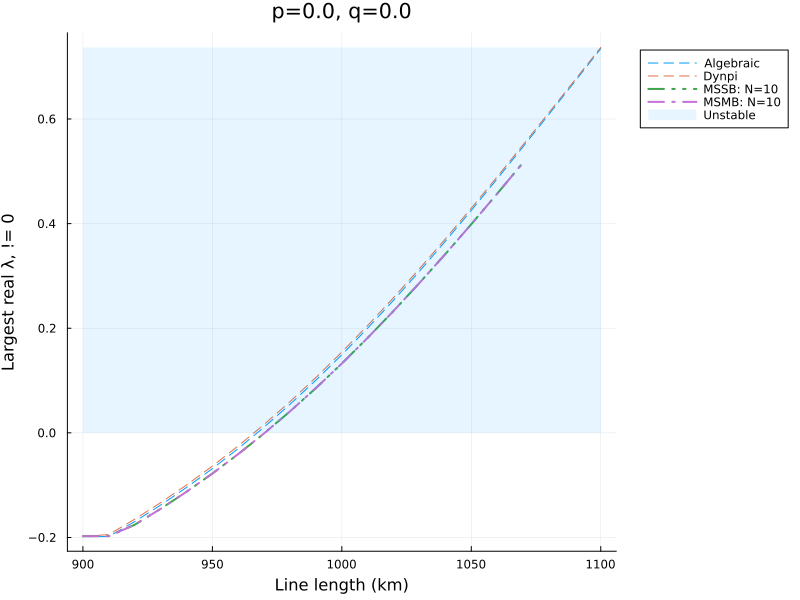 p=0.0, q=0.0
Largest real λ, != 0
0.6
0.4
0.2
0.0
−0.2
900
950
1000
1050
1100
Line length (km)
Algebraic
Dynpi
MSSB: N=10
MSMB: N=10
Unstable